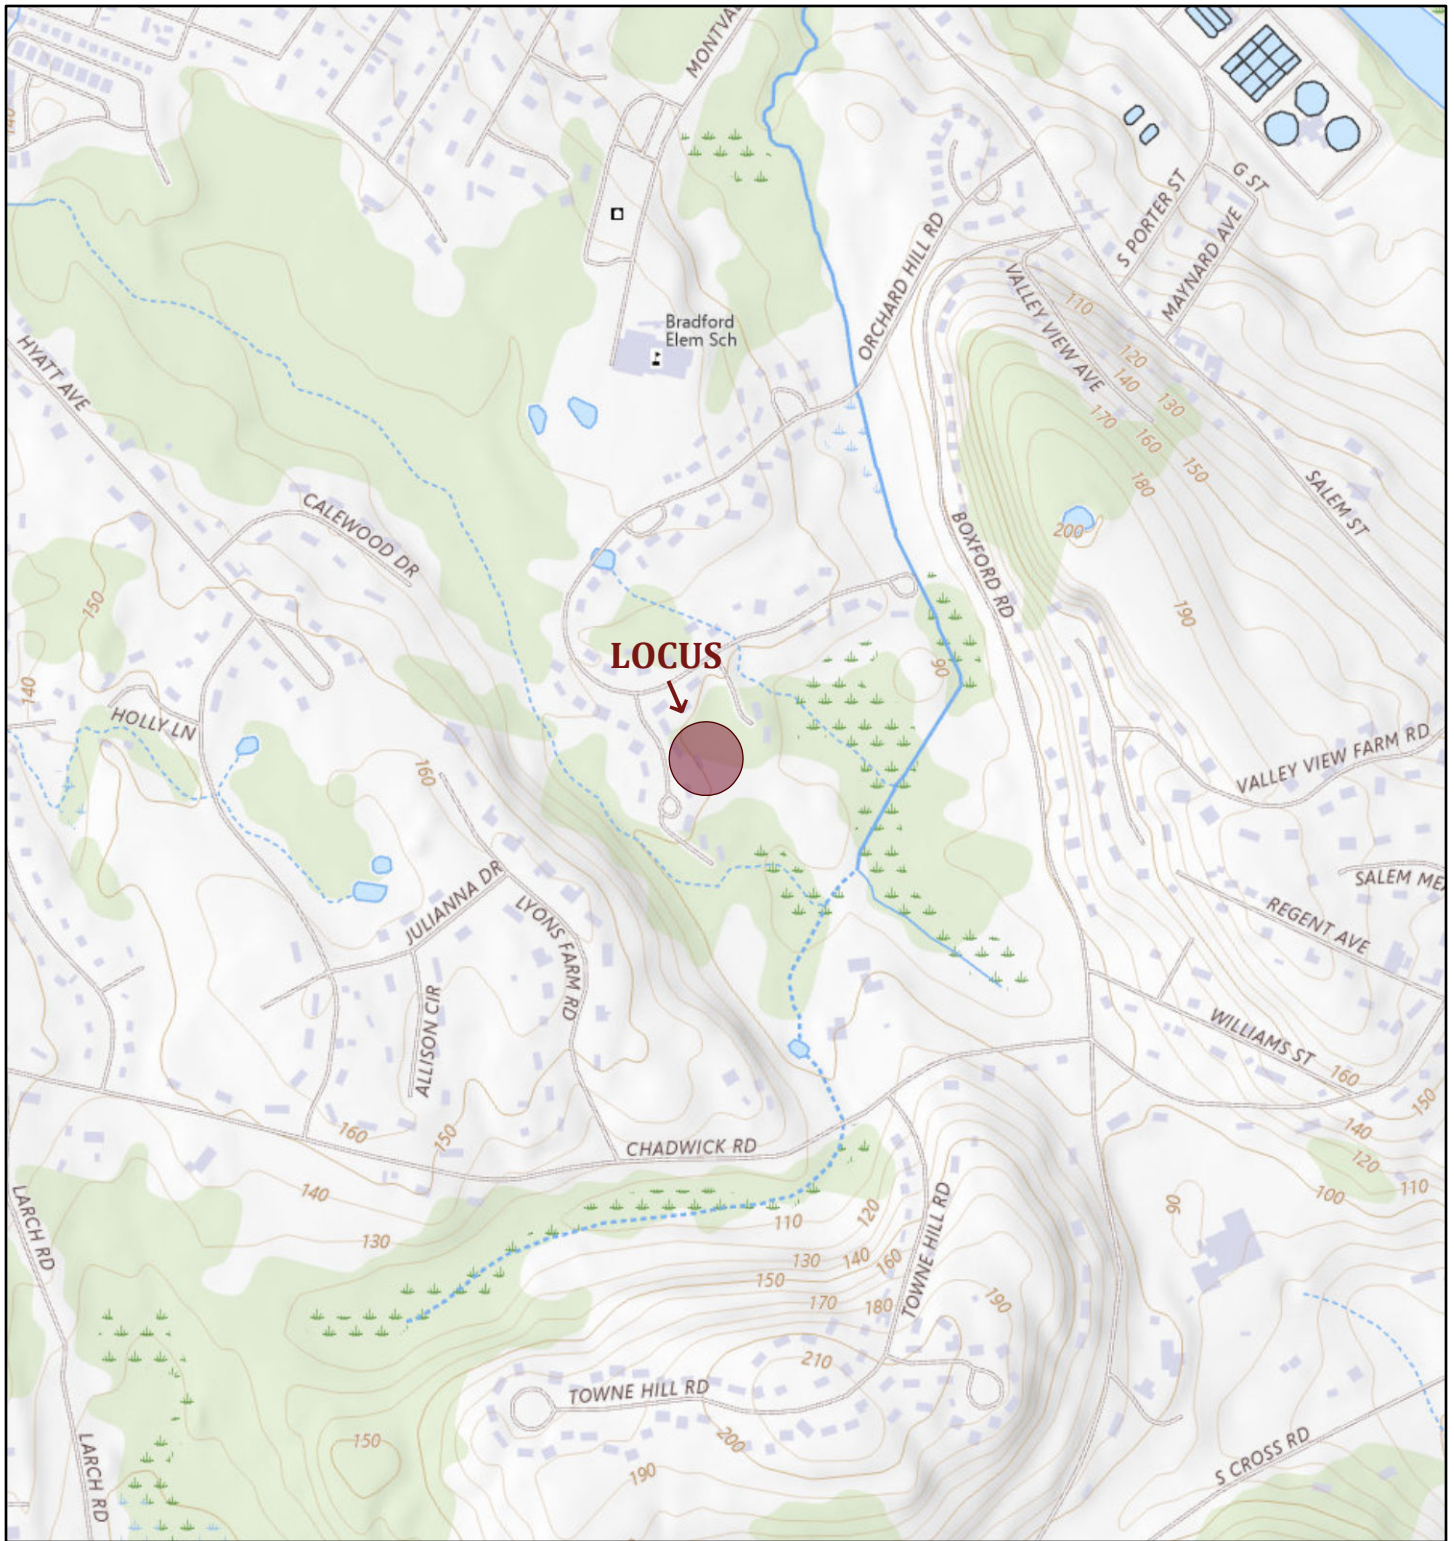 MONTVA
140
G ST
S PORTER ST
MAYNARD AVE
ORCHARD HILL RD
VALLEY VIEW AVE
110
120
140
130
170
160
150
180
200
Bradford
Elem Sch
HYATT AVE
SALEM ST
CALEWOOD DR
BOXFORD RD
150
190
LOCUS
90
140
HOLLY LN
160
VALLEY VIEW FARM RD
SALEM ME
JULIANNA DR
LYONS FARM RD
REGENT AVE
ALLISON CIR
WILLIAMS ST
160
150
160
150
140
CHADWICK RD
120
110
100
140
90
LARCH RD
130
110
120
TOWNE HILL RD
130
140
160
150
170
180
190
210
TOWNE HILL RD
200
150
190
LARCH RD
S CROSS RD